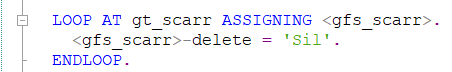 LOOP AT gt_scarr ASSIGNING <gfs_scarr>.
<gfs_scarr>-delete = 'Sil'.
ENDLOOP.